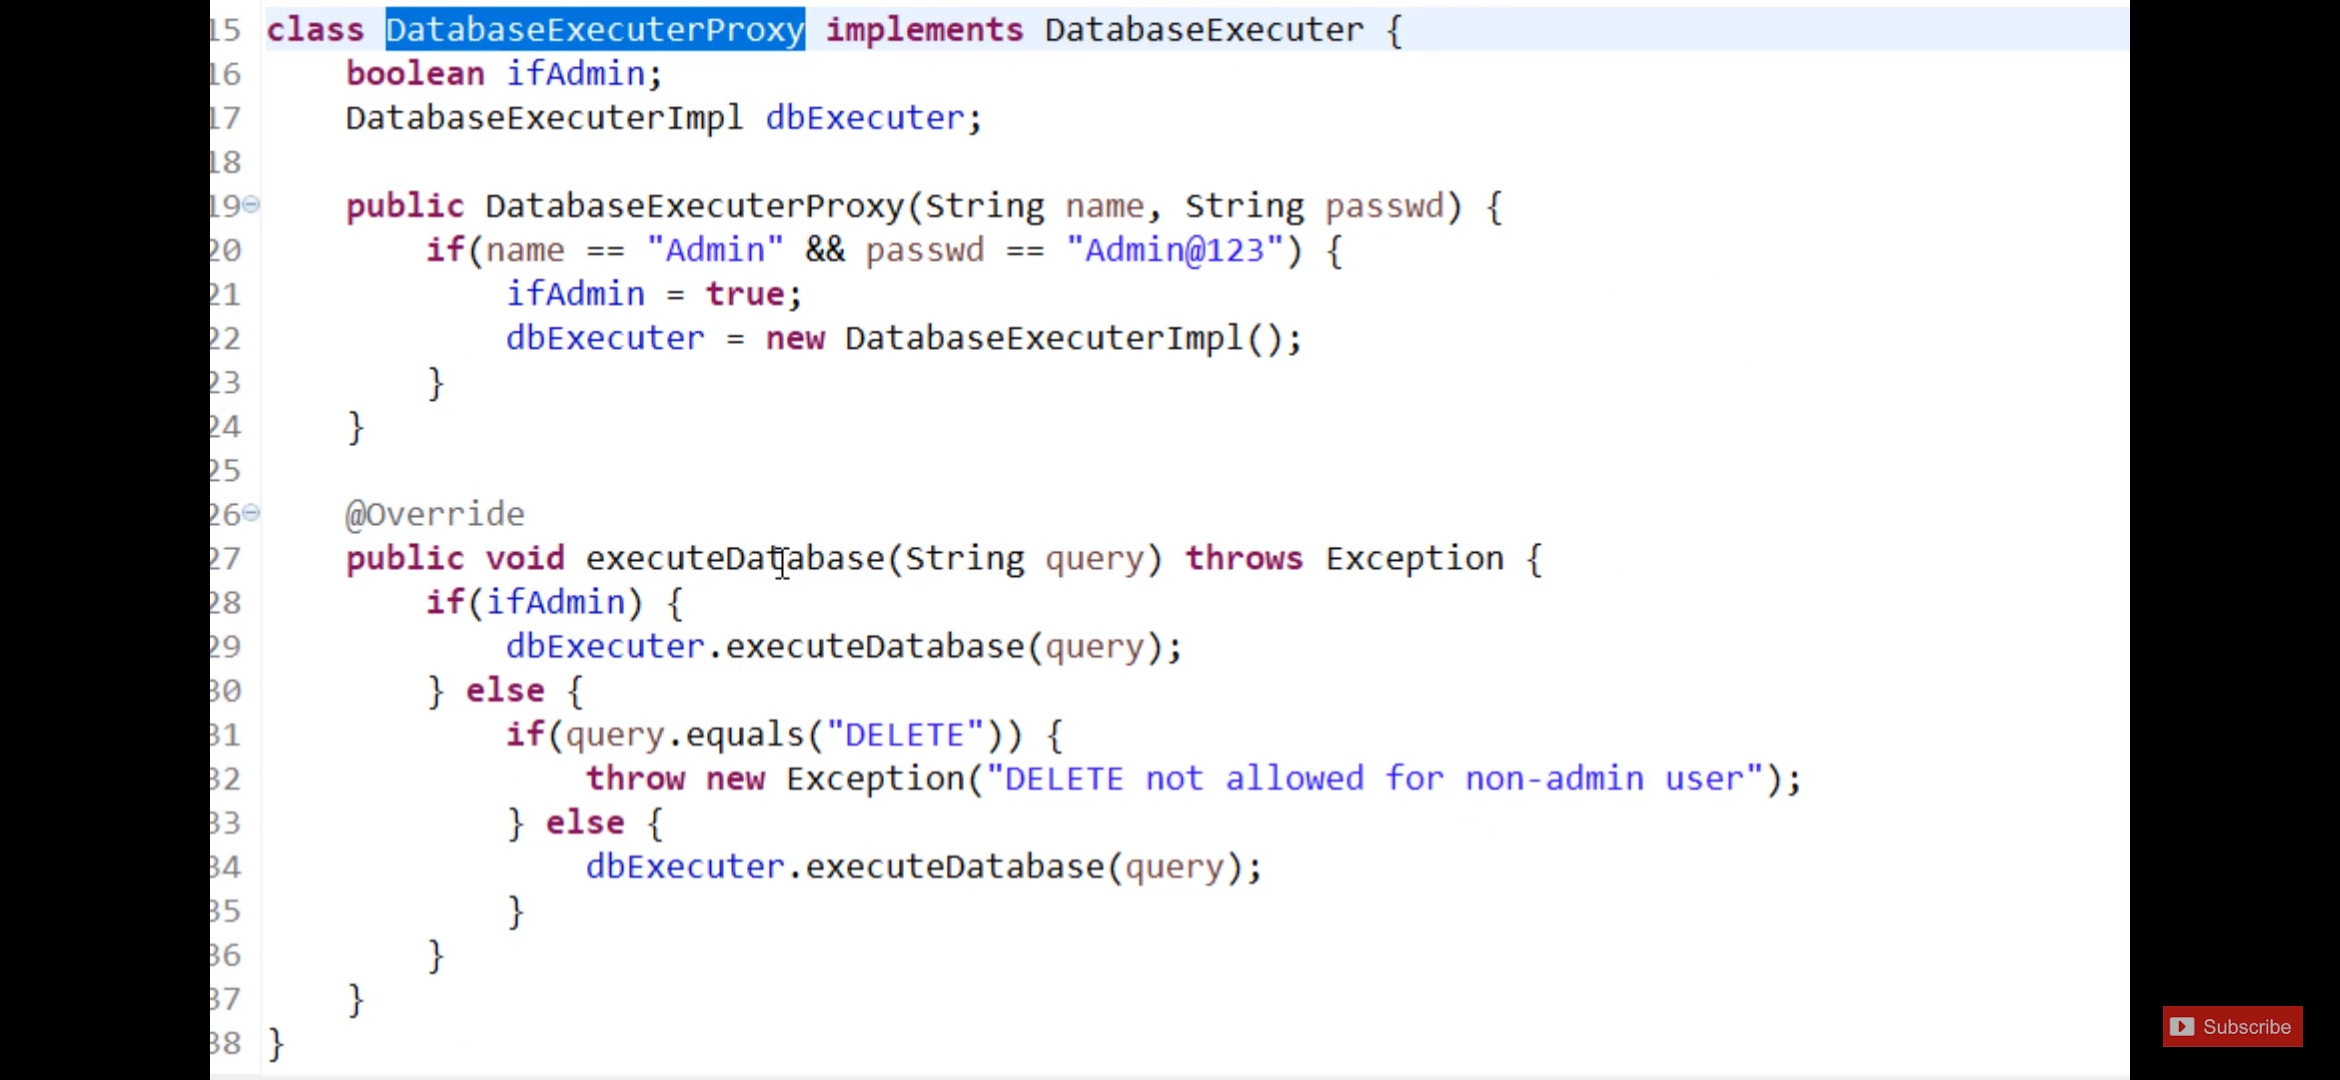 15 class DatabaseExecuterProxy implements DatabaseExecuter {
16 boolean ifAdmin;
17 DatabaseExecuterImpl dbExecuter;
18
19 public DatabaseExecuterProxy(String name, String passwd) {
20 if(name == "Admin" && passwd == "Admin@123") {
21 ifAdmin = true;
22 dbExecuter = new DatabaseExecuterImpl();
23 }
24 }
25
26 @Override
27 public void executeDatabase(String query) throws Exception {
28 if(ifAdmin) {
29 dbExecuter.executeDatabase(query);
30 } else {
31 if(query.equals("DELETE")) {
32 throw new Exception("DELETE not allowed for non-admin user");
33 } else {
34 dbExecuter.executeDatabase(query);
35 }
36 }
37 }
38 }
Subscribe